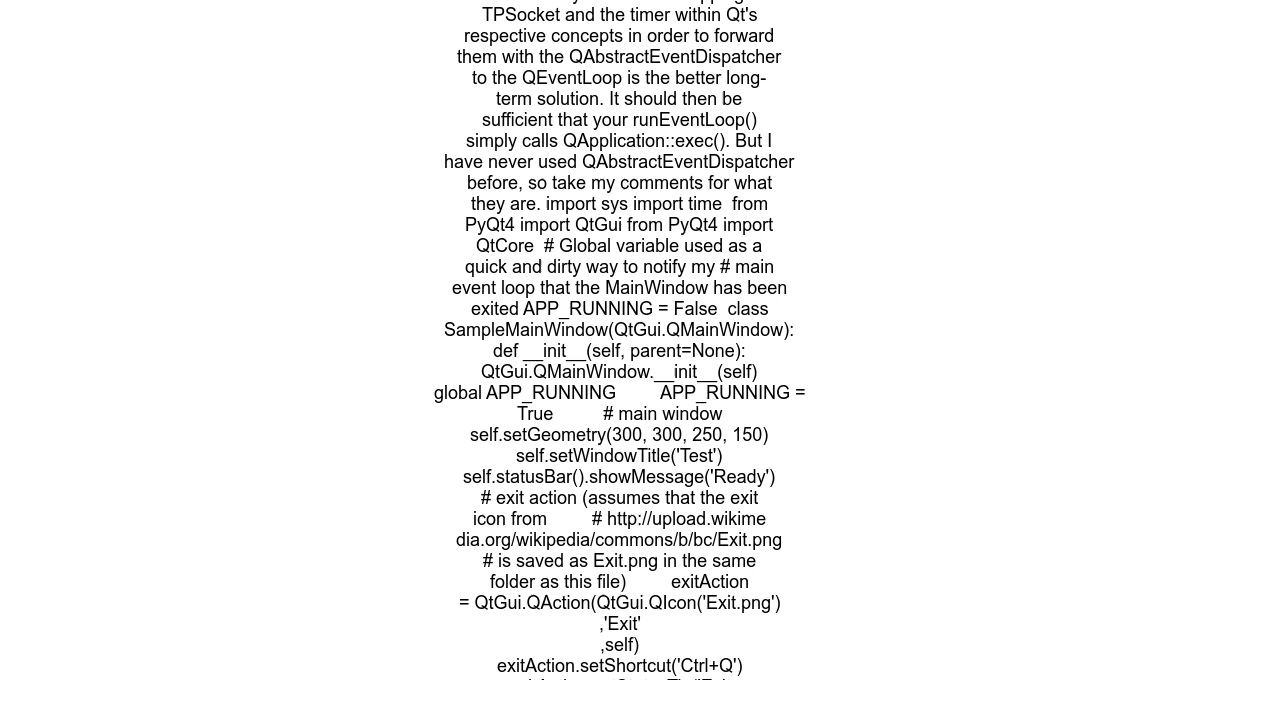 TPSocket and the timer within Qt's
respective concepts in order to forward
them with the QAbstractEventDispatcher
to the QEventLoop is the better long-
term solution. It should then be
sufficient that your runEventLoop()
simply calls QApplication::exec(). But I
have never used QAbstractEventDispatcher
before, so take my comments for what
they are. import sys import time  from
PyQt4 import QtGui from PyQt4 import
QtCore  # Global variable used as a
quick and dirty way to notify my # main
event loop that the MainWindow has been
exited APP_RUNNING = False  class
SampleMainWindow(QtGui.QMainWindow):
def __init__(self, parent=None):
QtGui.QMainWindow.__init__(self)
global APP_RUNNING         APP_RUNNING =
True          # main window
self.setGeometry(300, 300, 250, 150)
self.setWindowTitle('Test')
self.statusBar().showMessage('Ready')
# exit action (assumes that the exit
icon from         # http://upload.wikime
dia.org/wikipedia/commons/b/bc/Exit.png
# is saved as Exit.png in the same
folder as this file)         exitAction
= QtGui.QAction(QtGui.QIcon('Exit.png')
,'Exit'
,self)
exitAction.setShortcut('Ctrl+Q')